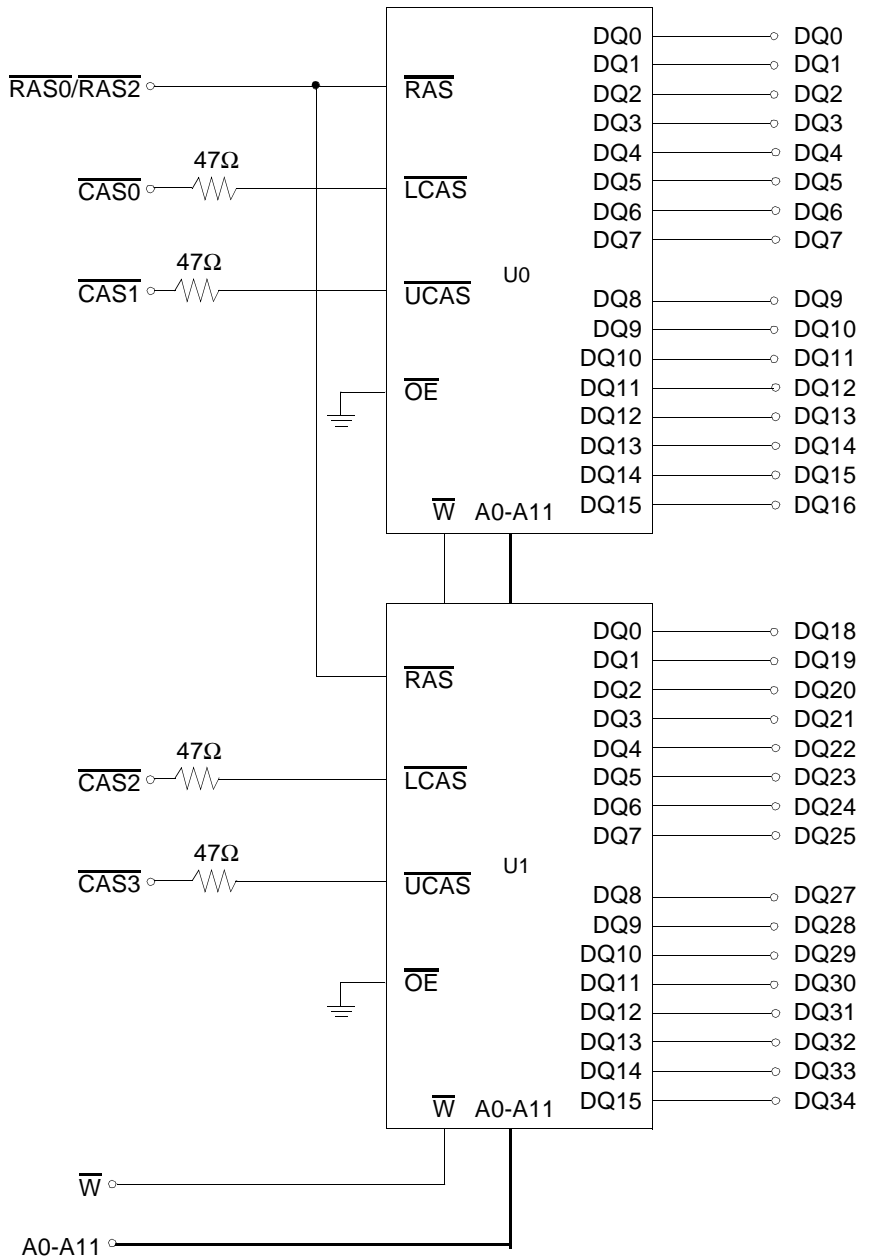 DQ0 DQ0
DQ1 DQ1
RAS0/RAS2 RAS DQ2 DQ2
DQ3 DQ3
47Ω DQ4 DQ4
CAS0 LCAS DQ5 DQ5
DQ6 DQ6
DQ7 DQ7
47Ω U0
CAS1 UCAS DQ8 DQ9
DQ9 DQ10
DQ10 DQ11
OE DQ11 DQ12
DQ12 DQ13
DQ13 DQ14
DQ14 DQ15
W A0-A11 DQ15 DQ16
DQ0 DQ18
RAS DQ1 DQ19
DQ2 DQ20
DQ3 DQ21
47Ω DQ4 DQ22
CAS2 LCAS DQ5 DQ23
DQ6 DQ24
DQ7 DQ25
47Ω U1
CAS3 UCAS DQ8 DQ27
DQ9 DQ28
DQ10 DQ29
OE DQ11 DQ30
DQ12 DQ31
DQ13 DQ32
DQ14 DQ33
W A0-A11 DQ15 DQ34
W
A0-A11